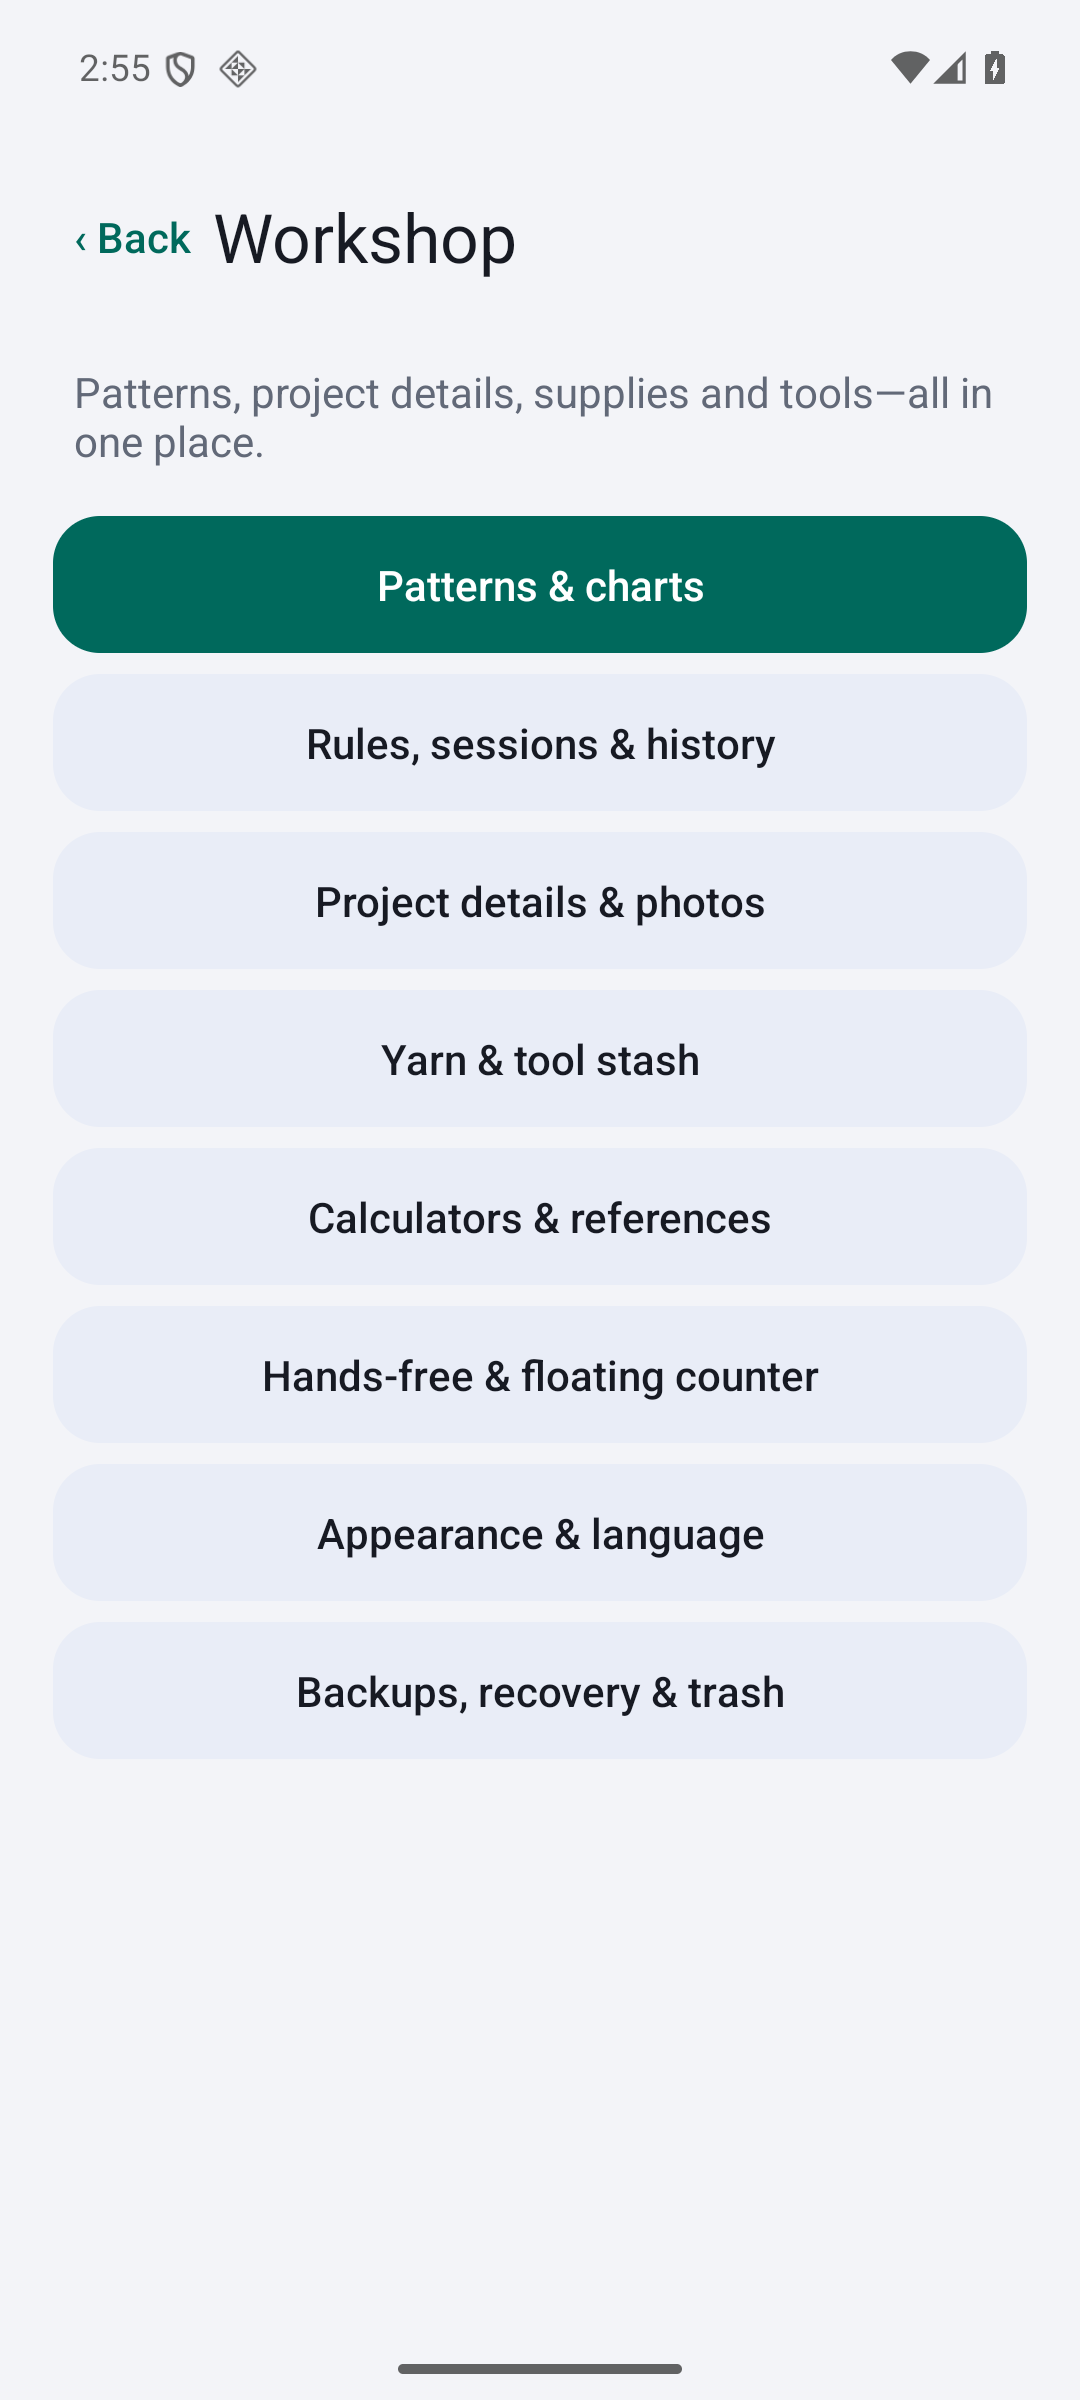 2:55
‹ Back Workshop
Patterns, project details, supplies and tools—all in
one place.
Patterns & charts
Rules, sessions & history
Project details & photos
Yarn & tool stash
Calculators & references
Hands-free & floating counter
Appearance & language
Backups, recovery & trash